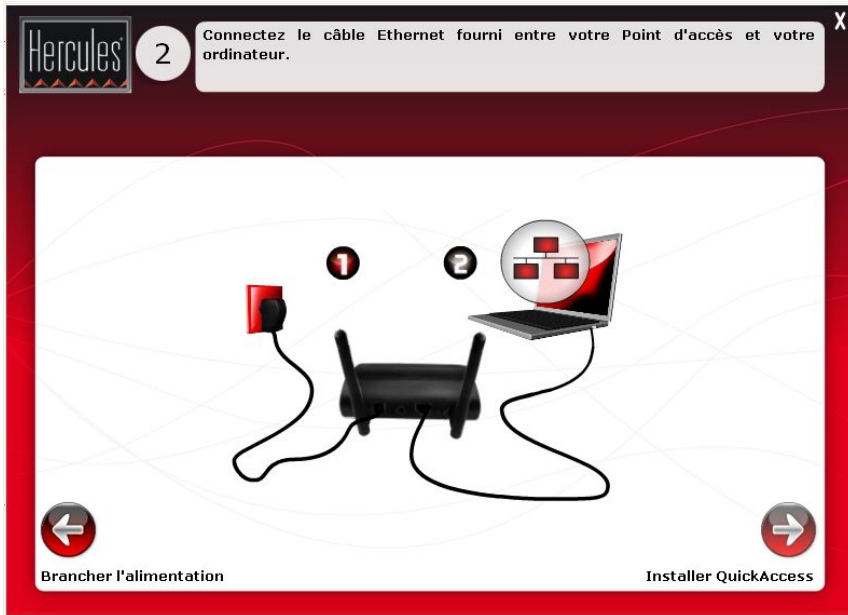 Hercules®
2
Connectez le câble Ethernet fourni entre votre Point d'accès et votre
ordinateur.
X
1
2
Brancher l'alimentation
Installer QuickAccess